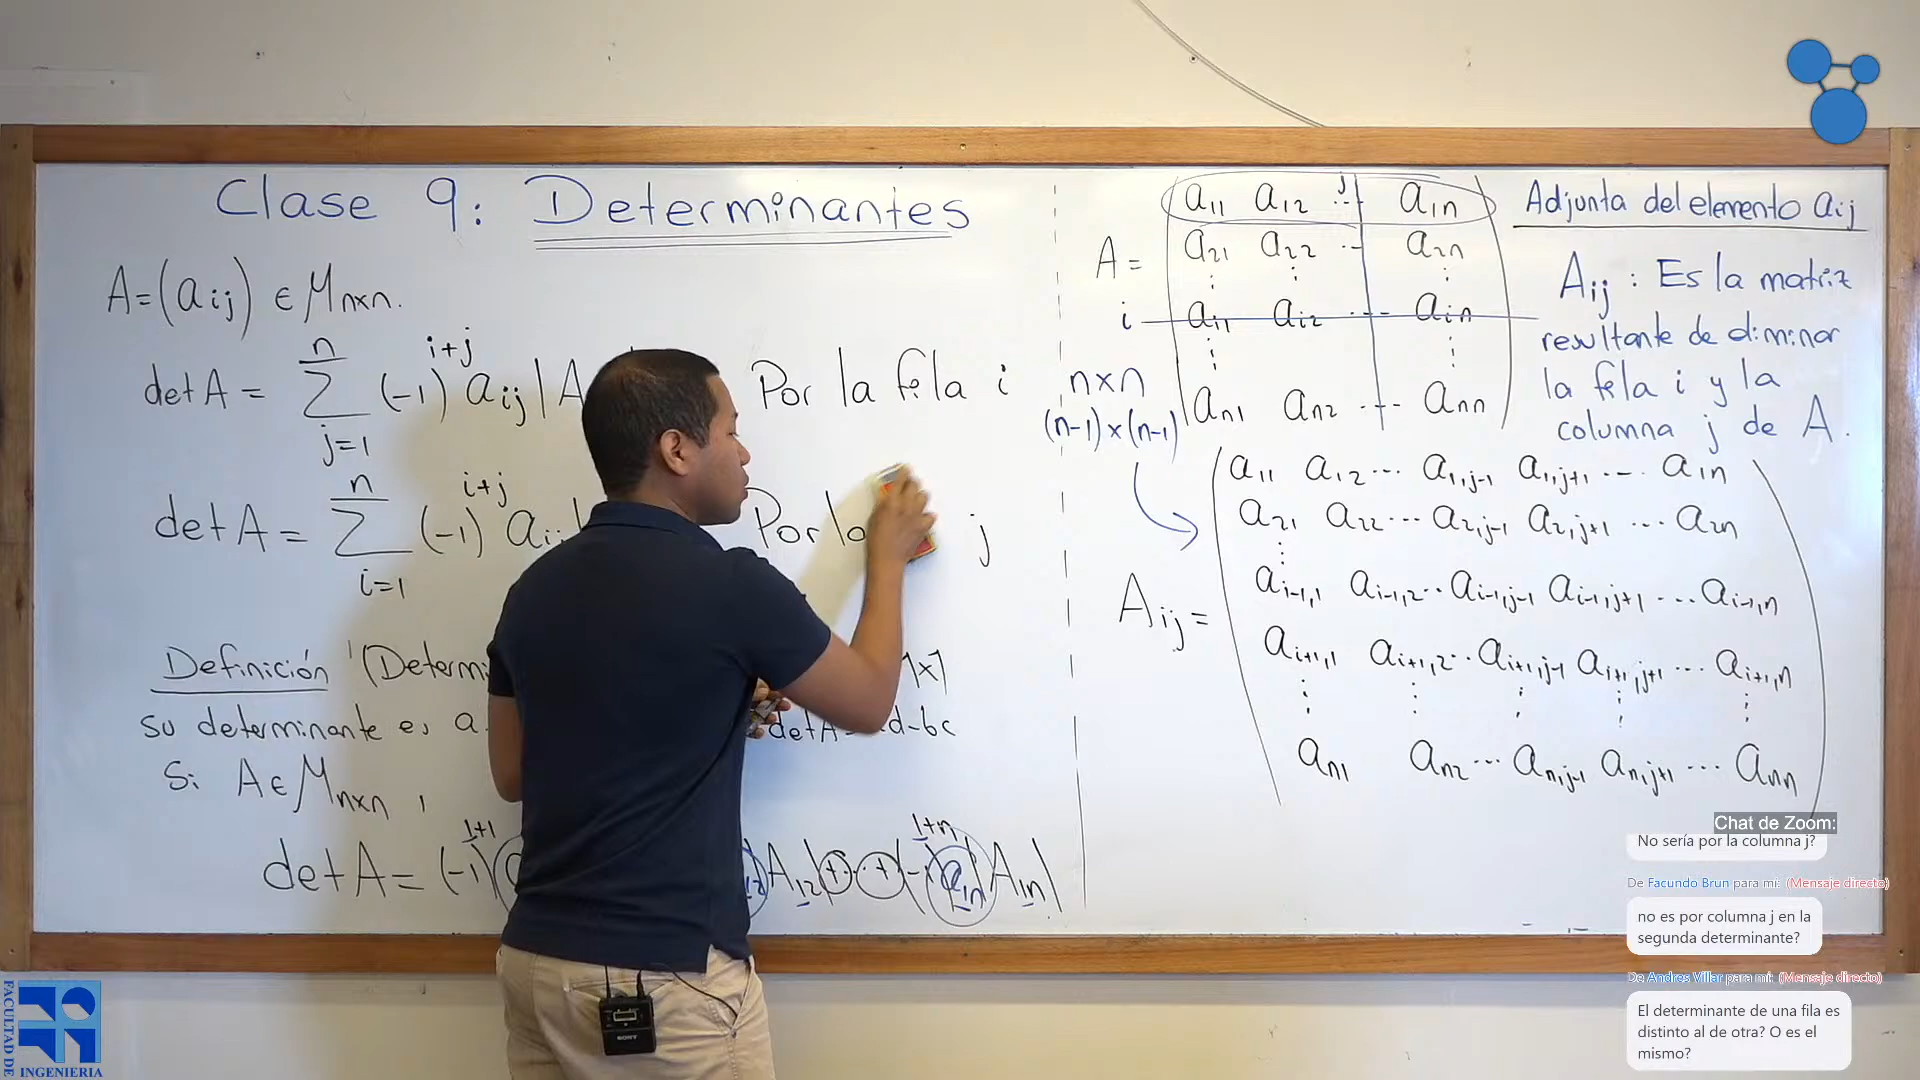 Clase 9: Determinantes
A=(aij) ∈ Mnxn.
n
i+j
det A = Σ (-1) aij |A
j=1
Por la fila i
n
i+j
det A = Σ (-1)
i=1
Por la j
Definición (Determi 1x1
su determinante es a
det A d-bc
Si A ∈ Mnxn,
1+1 1+n
det A = (-1) A12|+...+(-1) a1n|A1n|
j
a11 a12 ... a1n
A =
a21 a22 ... a2n
i ai1 ai2 ... ain
an1 an2 ... ann
nxn
(n-1)x(n-1)
Adjunta del elemento aij
Aij : Es la matriz
resultante de eliminar
la fila i y la
columna j de A.
a11 a12 ... a1,j-1 a1,j+1 ... a1n
a21 a22 ... a2,j-1 a2,j+1 ... a2n
Aij =
ai-1,1 ai-1,2 ... ai-1,j-1 ai-1,j+1 ... ai-1,n
ai+1,1 ai+1,2 ... ai+1,j-1 ai+1,j+1 ... ai+1,n
an1 an2 ... an,j-1 an,j+1 ... ann
Chat de Zoom:
No sería por la columna j?
De Facundo Brun para mi: (Mensaje directo)
no es por columna j en la
segunda determinante?
De Andres Villar para mi: (Mensaje directo)
El determinante de una fila es
distinto al de otra? O es el
mismo?
FACULTAD DE
INGENIERIA
SONY